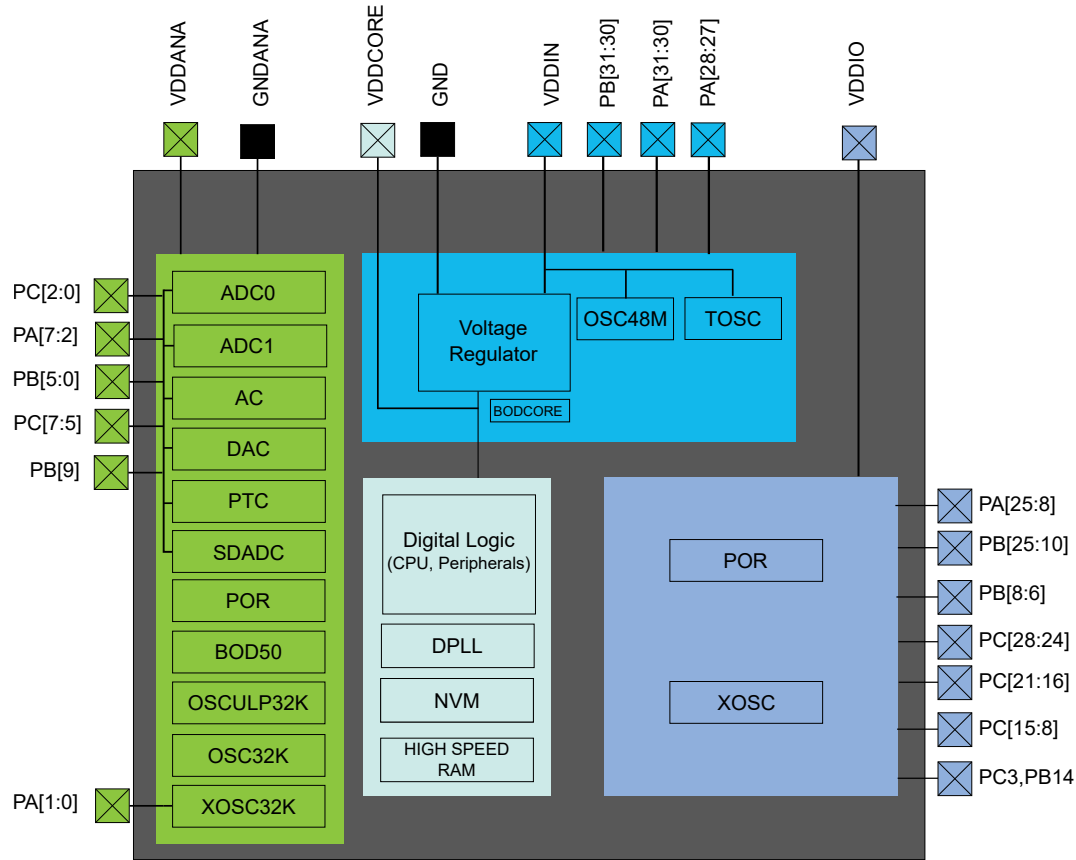 VDDANA
GNDANA
VDDCORE
GND
VDDIN
PB[31:30]
PA[31:30]
PA[28:27]
VDDIO
PC[2:0]
PA[7:2]
PB[5:0]
PC[7:5]
PB[9]
PA[1:0]
ADC0
ADC1
AC
DAC
PTC
SDADC
POR
BOD50
OSCULP32K
OSC32K
XOSC32K
Voltage
Regulator
OSC48M
TOSC
BODCORE
Digital Logic
(CPU, Peripherals)
DPLL
NVM
HIGH SPEED
RAM
POR
XOSC
PA[25:8]
PB[25:10]
PB[8:6]
PC[28:24]
PC[21:16]
PC[15:8]
PC3,PB14